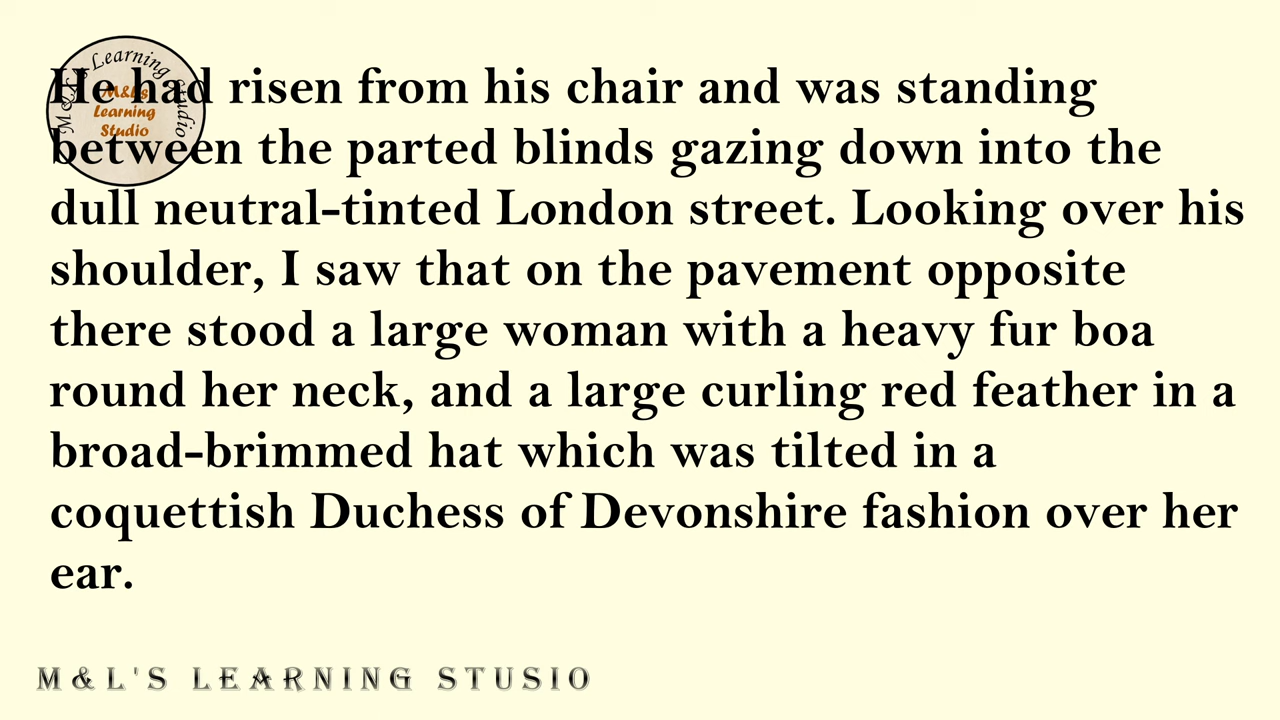 M&L's Learning Studio
M&L's
Learning
Studio
He had risen from his chair and was standing
between the parted blinds gazing down into the
dull neutral-tinted London street. Looking over his
shoulder, I saw that on the pavement opposite
there stood a large woman with a heavy fur boa
round her neck, and a large curling red feather in a
broad-brimmed hat which was tilted in a
coquettish Duchess of Devonshire fashion over her
ear.
M&L'S LEARNING STUSIO